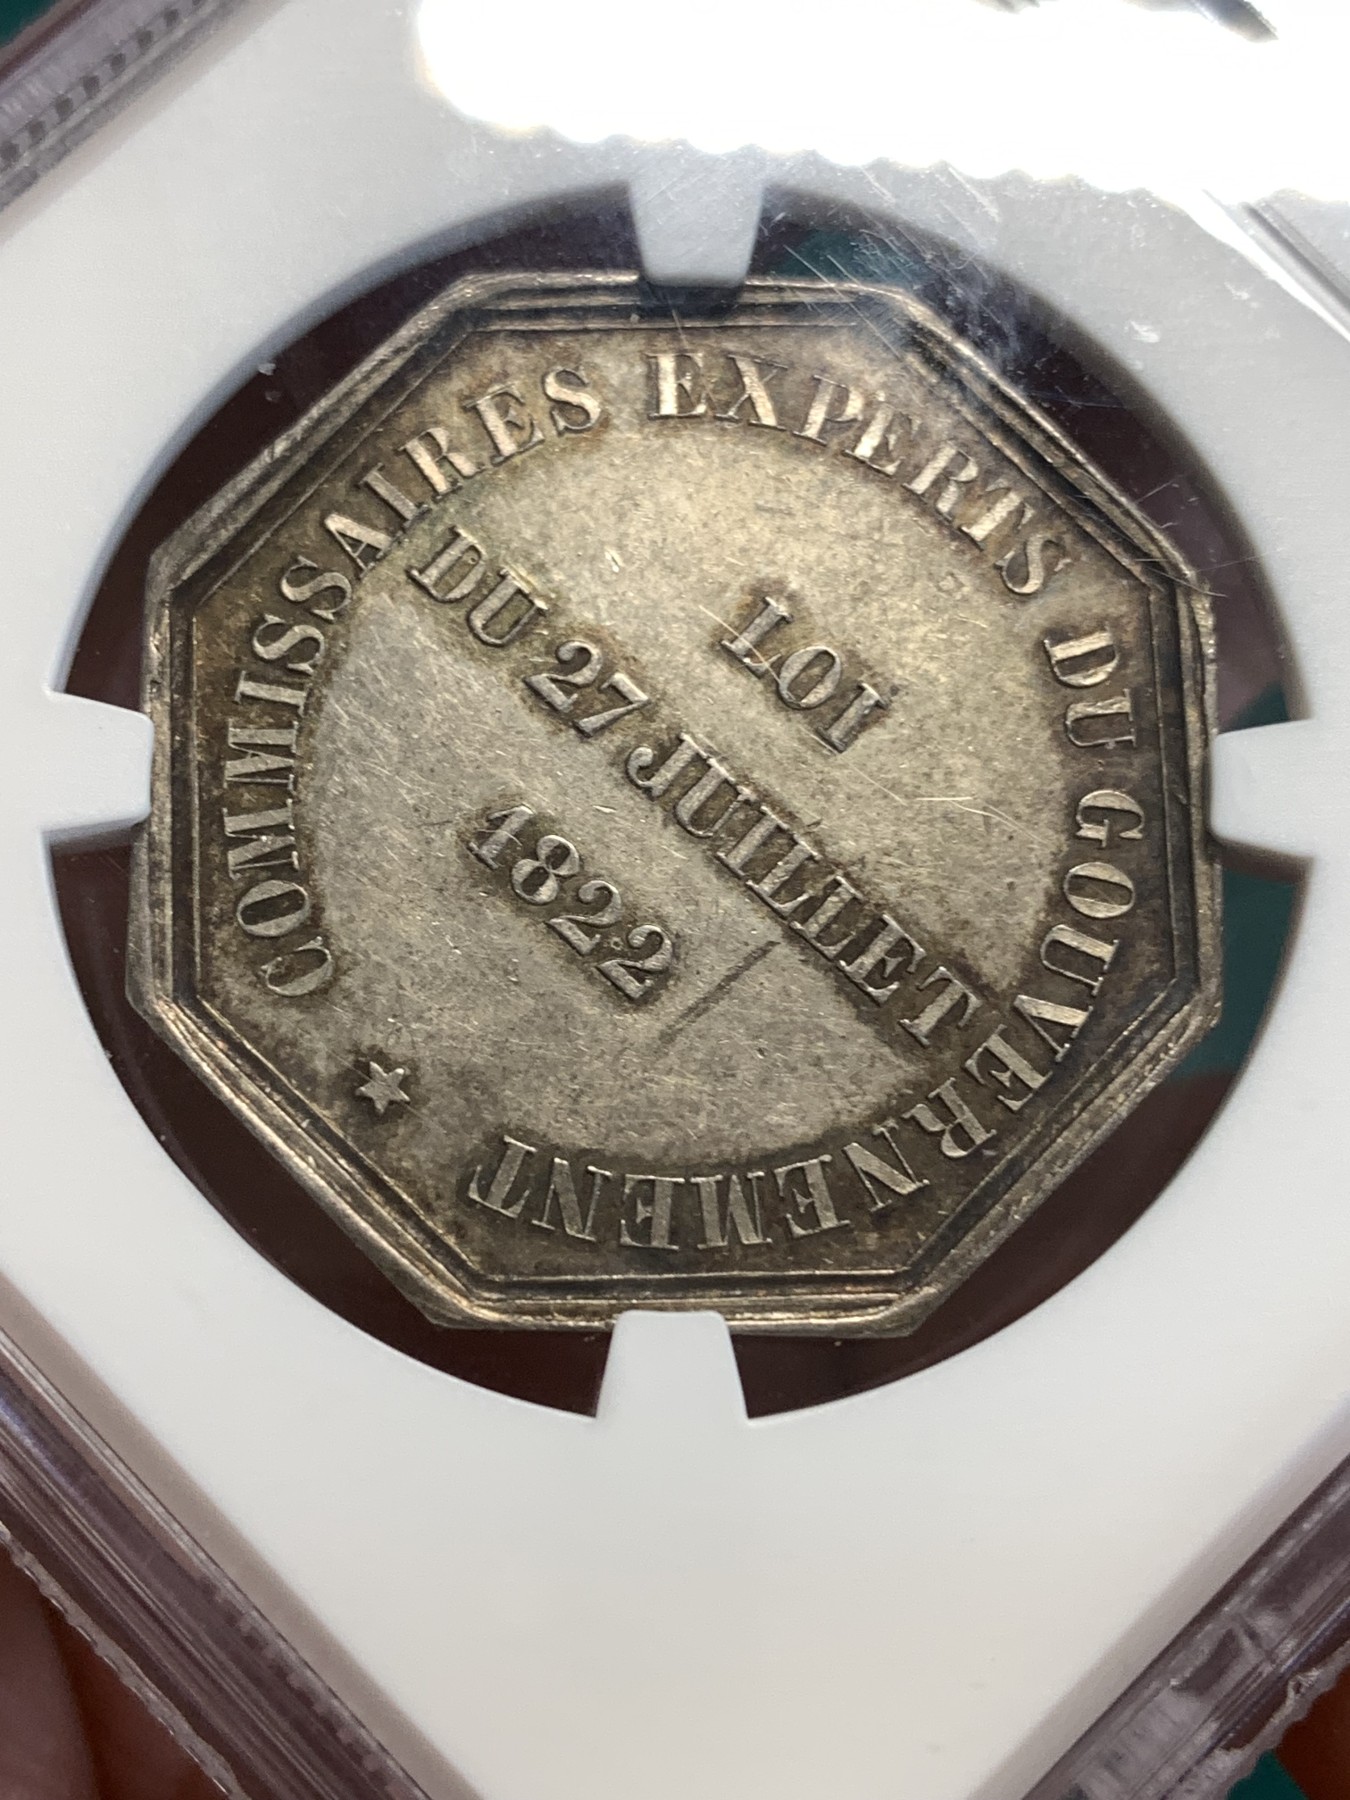 COMMISSAIRES EXPERTS DU GOUVERNEMENT
LOI
DU 27 JUILLET
1822